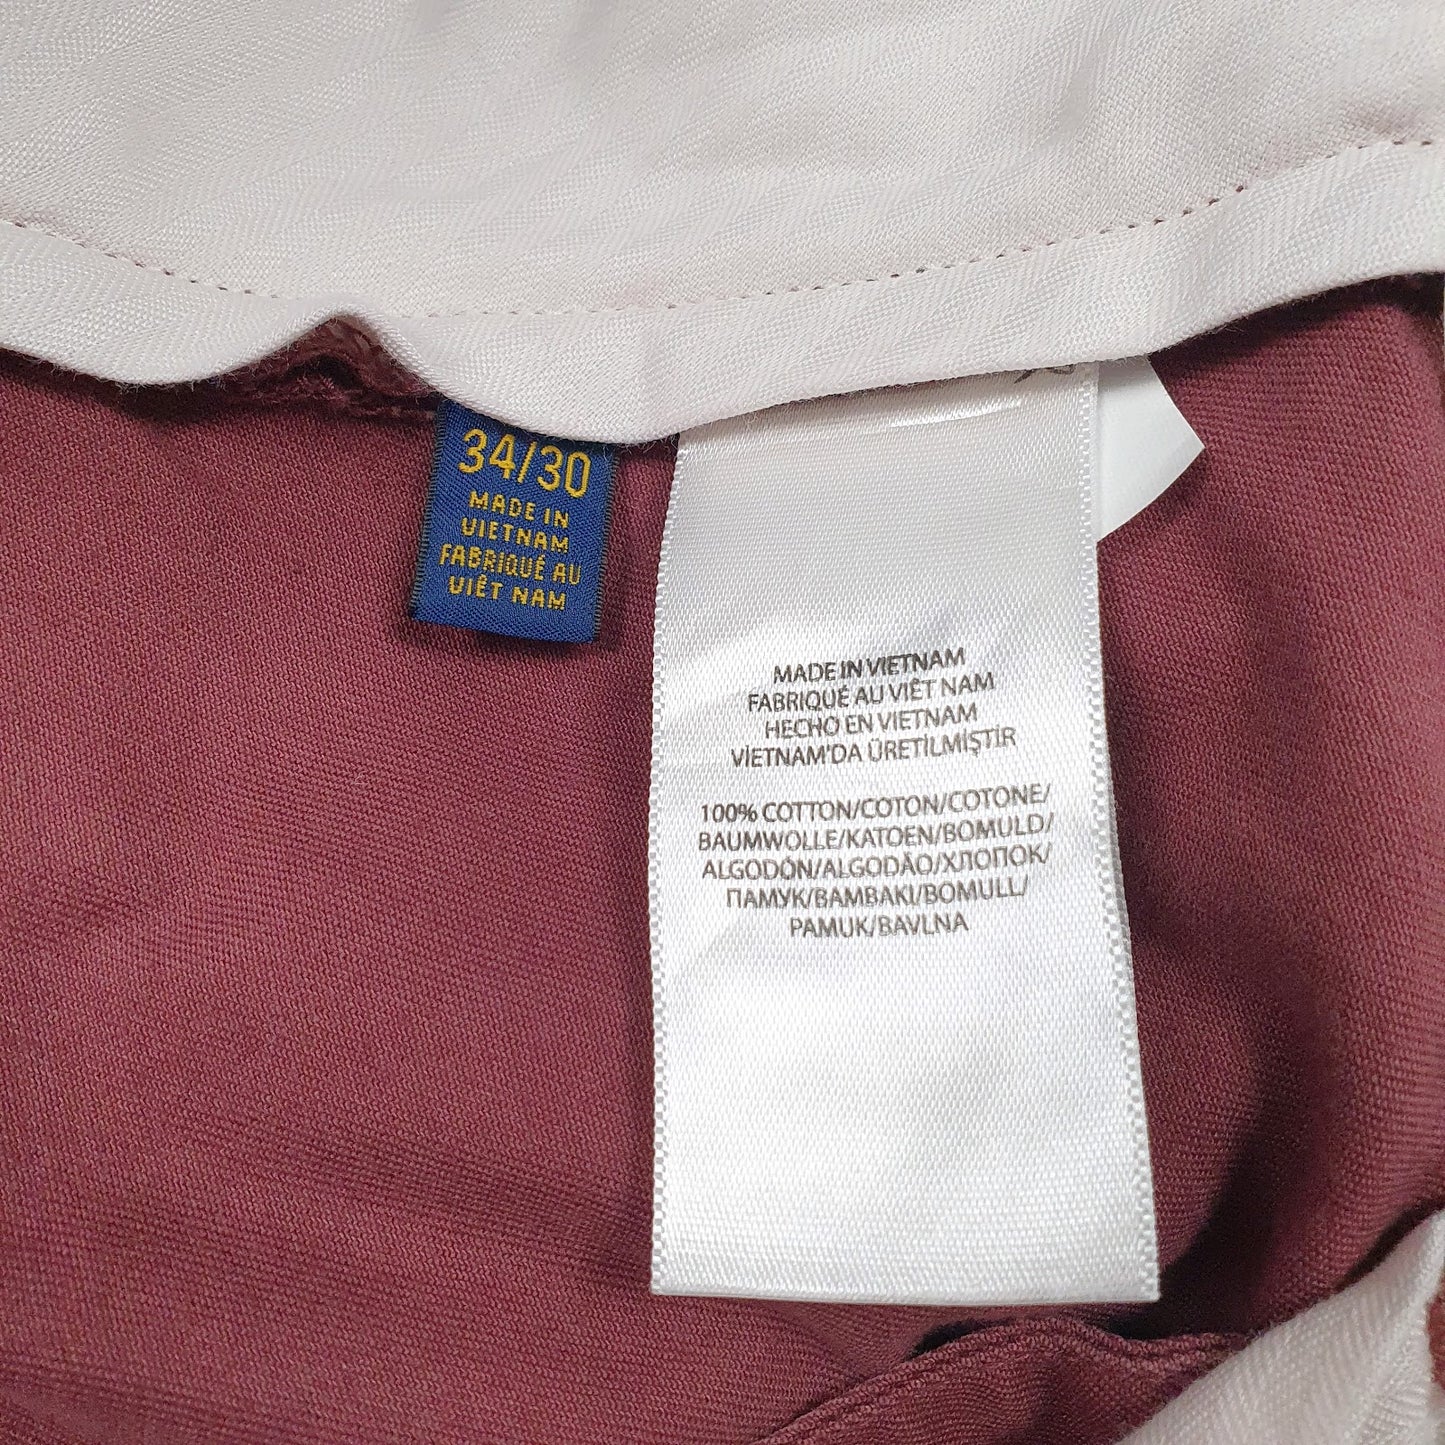 34/30
MADE IN
VIETNAM
FABRIQUÉ AU
VIÊT NAM
MADE IN VIETNAM
FABRIQUÉ AU VIÊT NAM
HECHO EN VIETNAM
VİETNAM'DA ÜRETİLMİŞTİR
100% COTTON/COTON/COTONE/
BAUMWOLLE/KATOEN/BOMULD/
ALGODÓN/ALGODÃO/ХЛОПОК/
ПАМУК/BAMBAKI/BOMULL/
PAMUK/BAVLNA